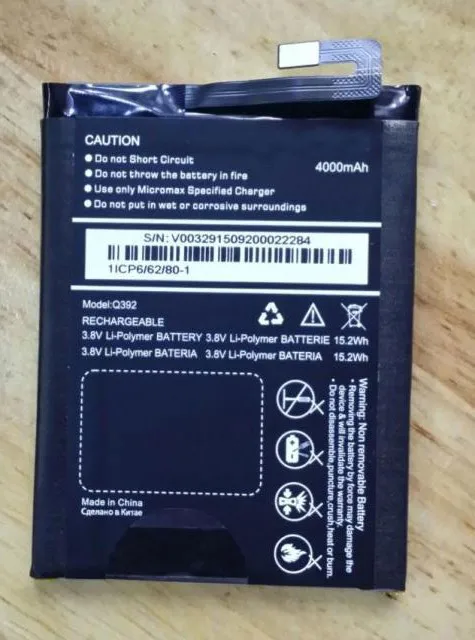 CAUTION
● Do not Short Circuit
4000mAh
● Do not throw the battery in fire
● Use only Micromax Specified Charger
● Do not put in wet or corrosive surroundings
S/N: V003291509200022284
1ICP6/62/80-1
Model:Q392
RECHARGEABLE
3.8V Li-Polymer BATTERY 3.8V Li-Polymer BATTERIE 15.2Wh
3.8V Li-Polymer BATERIA 3.8V Li-Polymer BATERIA 15.2Wh
Warning: Non removable Battery
• Removing the battery by force may damage the
device & will invalidate the warranty.
• Do not disassemble,puncture,crush,heat or burn.
Made in China
Сделано в Китае